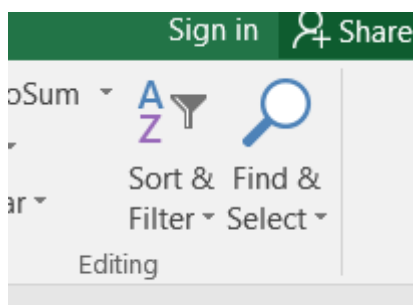 Sign in Share
oSum
A
Z
ar
Sort &
Filter
Find &
Select
Editing